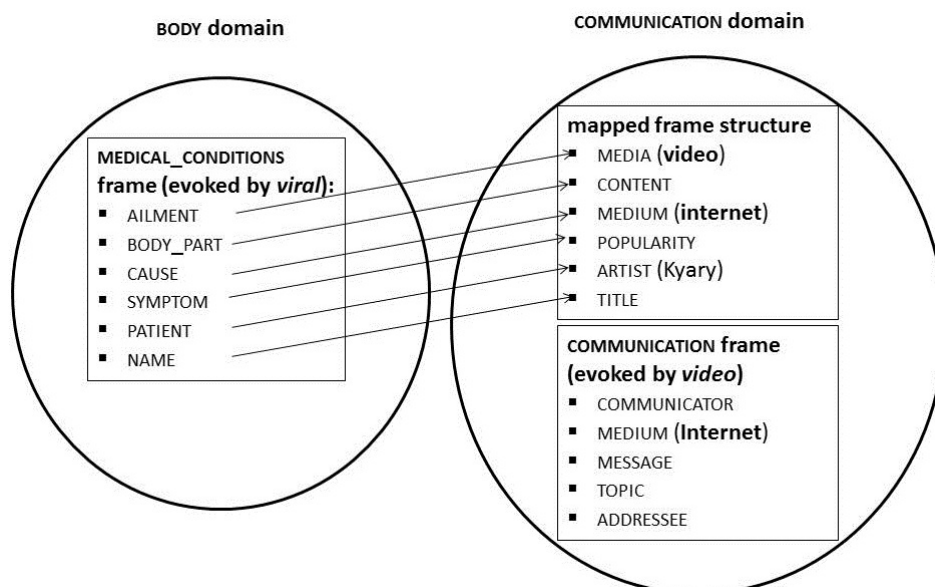 BODY domain
COMMUNICATION domain
MEDICAL_CONDITIONS
frame (evoked by viral):
▪ AILMENT
▪ BODY_PART
▪ CAUSE
▪ SYMPTOM
▪ PATIENT
▪ NAME
mapped frame structure
▪ MEDIA (video)
▪ CONTENT
▪ MEDIUM (internet)
▪ POPULARITY
▪ ARTIST (Kyary)
▪ TITLE
COMMUNICATION frame
(evoked by video)
▪ COMMUNICATOR
▪ MEDIUM (Internet)
▪ MESSAGE
▪ TOPIC
▪ ADDRESSEE